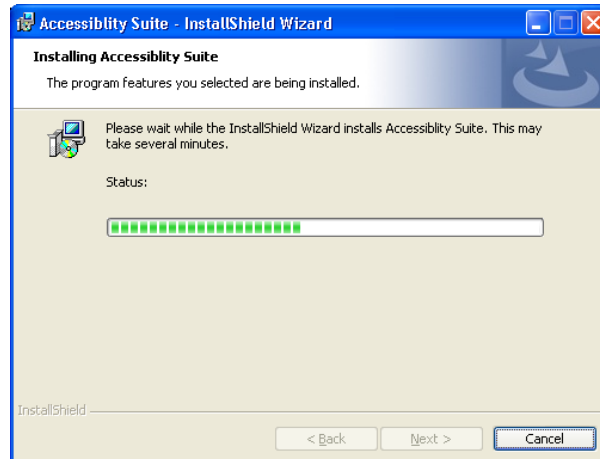 Accessiblity Suite - InstallShield Wizard
Installing Accessiblity Suite
The program features you selected are being installed.
Please wait while the InstallShield Wizard installs Accessiblity Suite. This may
take several minutes.
Status:
InstallShield
< Back Next > Cancel